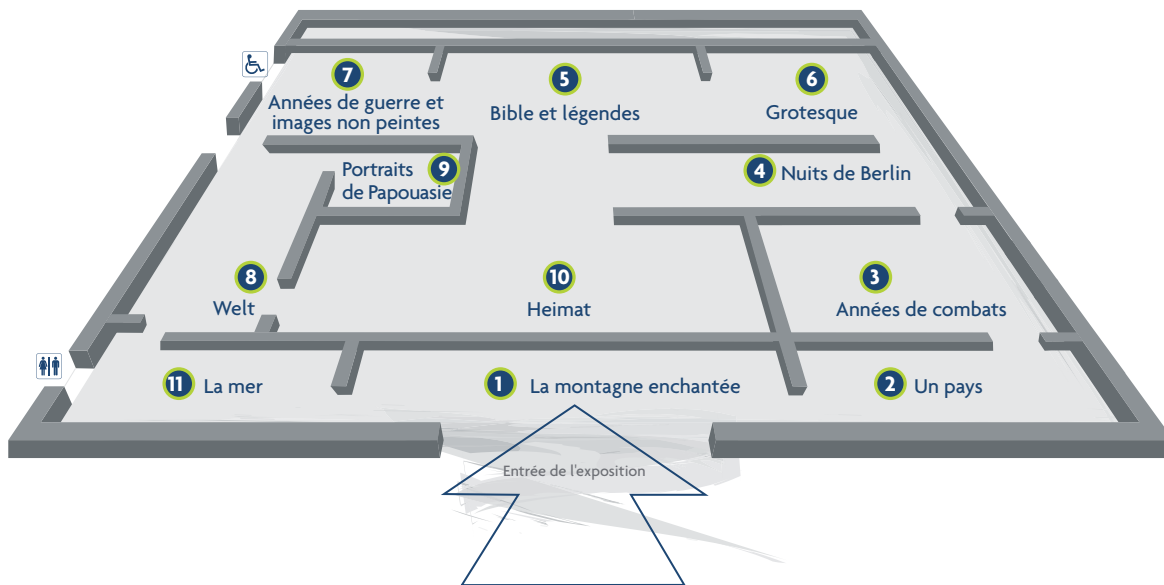 7
Années de guerre et
images non peintes
5
Bible et légendes
6
Grotesque
Portraits
de Papouasie
9
4
Nuits de Berlin
8
Welt
10
Heimat
3
Années de combats
11
La mer
1
La montagne enchantée
2
Un pays
Entrée de l'exposition